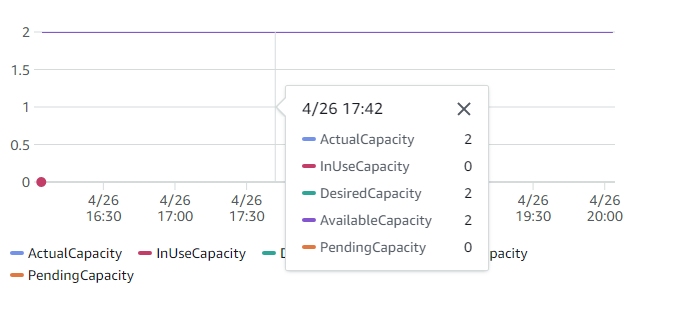 2
1.5
1
0.5
0
4/26 17:42
ActualCapacity 2
InUseCapacity 0
DesiredCapacity 2
AvailableCapacity 2
PendingCapacity 0
4/26 4/26 4/26 4/26 4/26
16:30 17:00 17:30 19:30 20:00
ActualCapacity InUseCapacity pacity
PendingCapacity